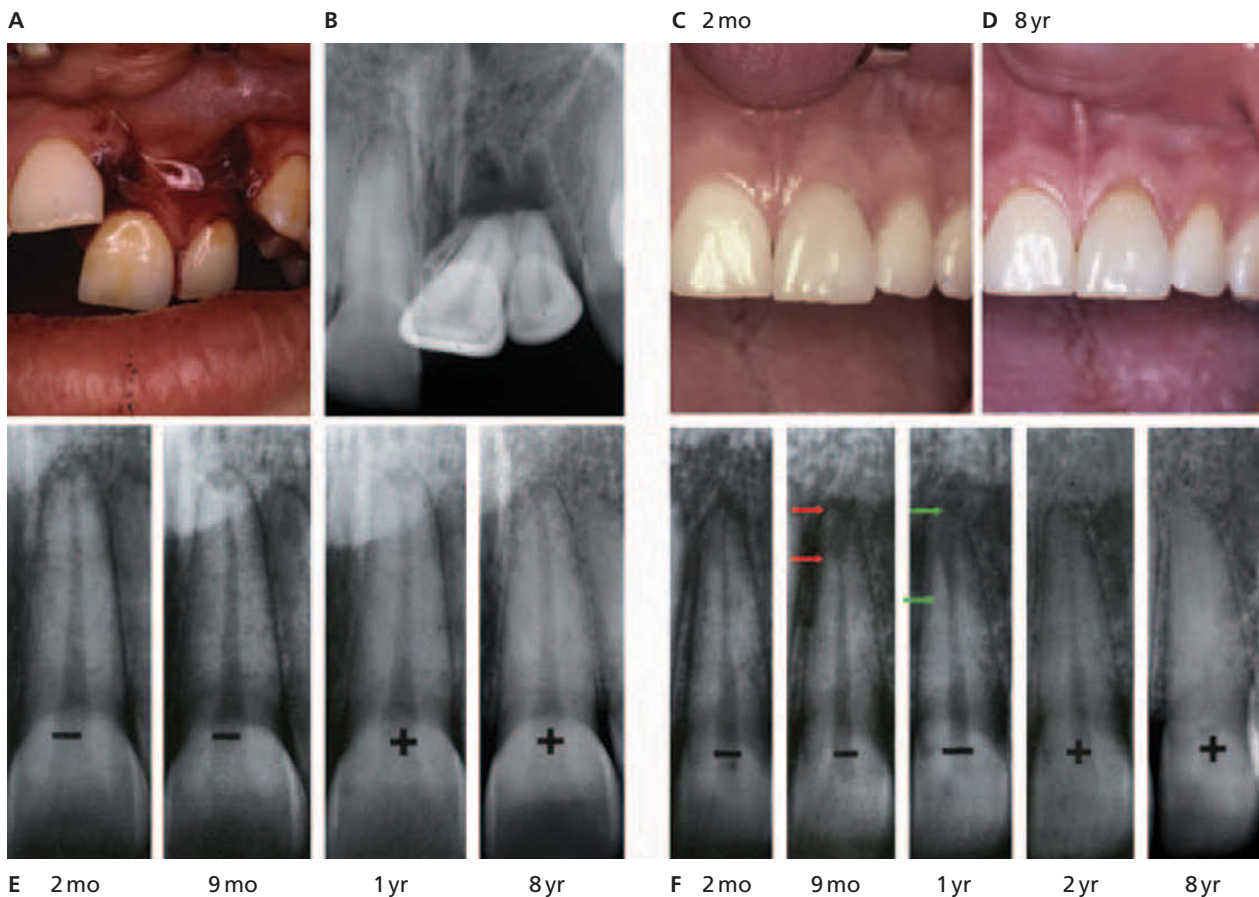 A
B
C 2 mo
D 8 yr
− − + +
− − − + +
E 2 mo 9 mo 1 yr 8 yr
F 2 mo 9 mo 1 yr 2 yr 8 yr